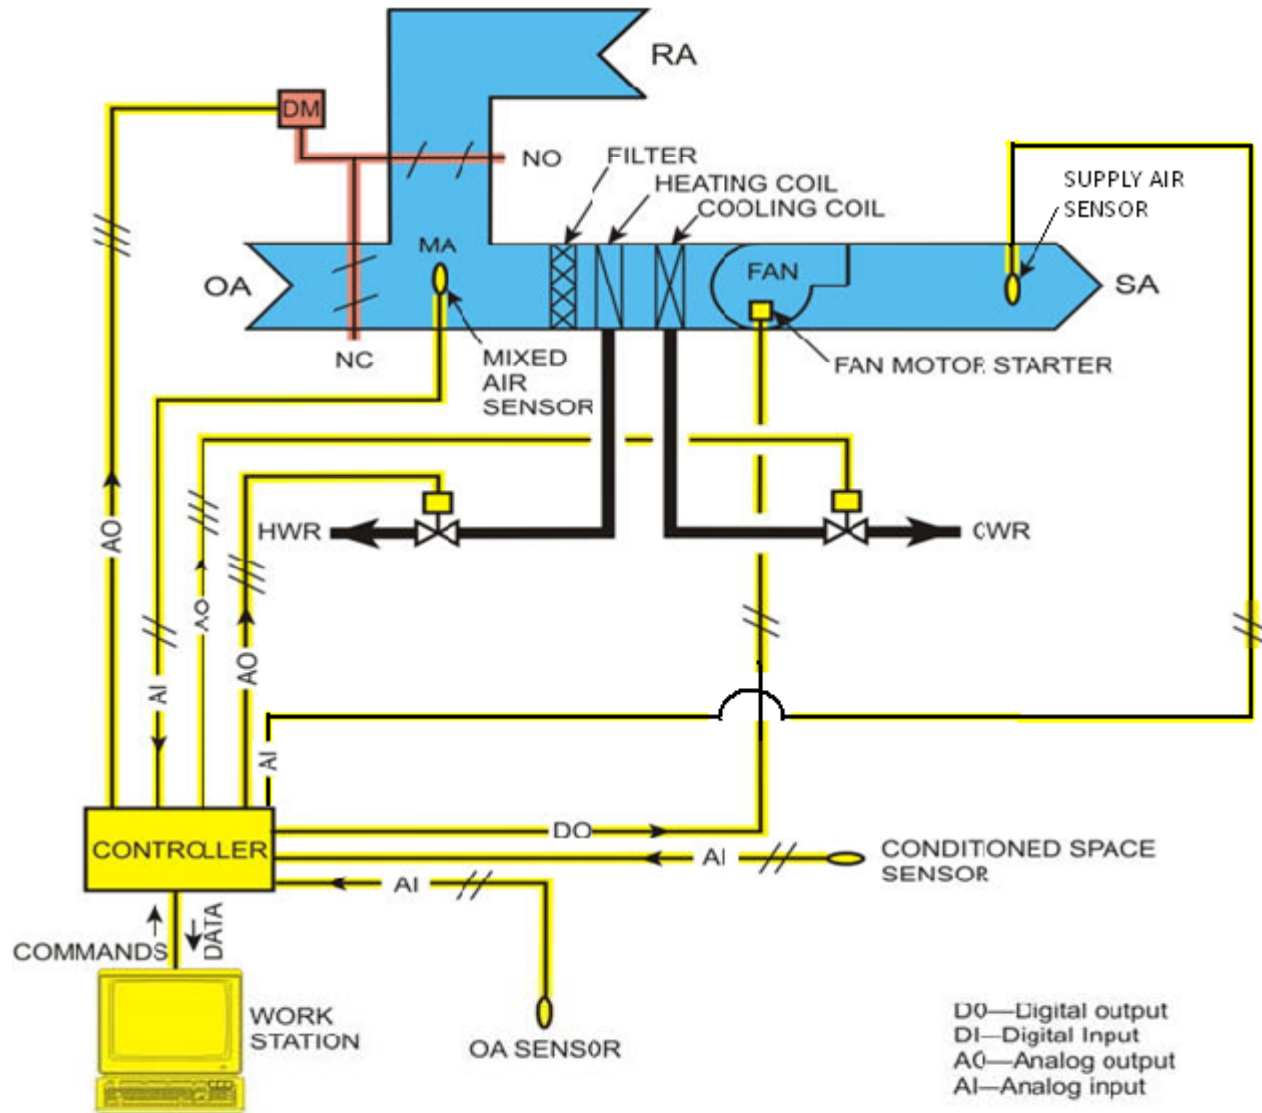 RA
DM
NO
FILTER
HEATING COIL
COOLING COIL
SUPPLY AIR
SENSOR
MA
FAN
OA
SA
NC
MIXED
AIR
SENSOR
FAN MOTOR STARTER
HWR
CWR
AO
AI
AO
AO
AI
DO
CONTROLLER
AI
CONDITIONED SPACE
SENSOR
AI
COMMANDS
DATA
WORK
STATION
OA SENSOR
DO—Digital output
DI—Digital Input
AO—Analog output
AI—Analog input